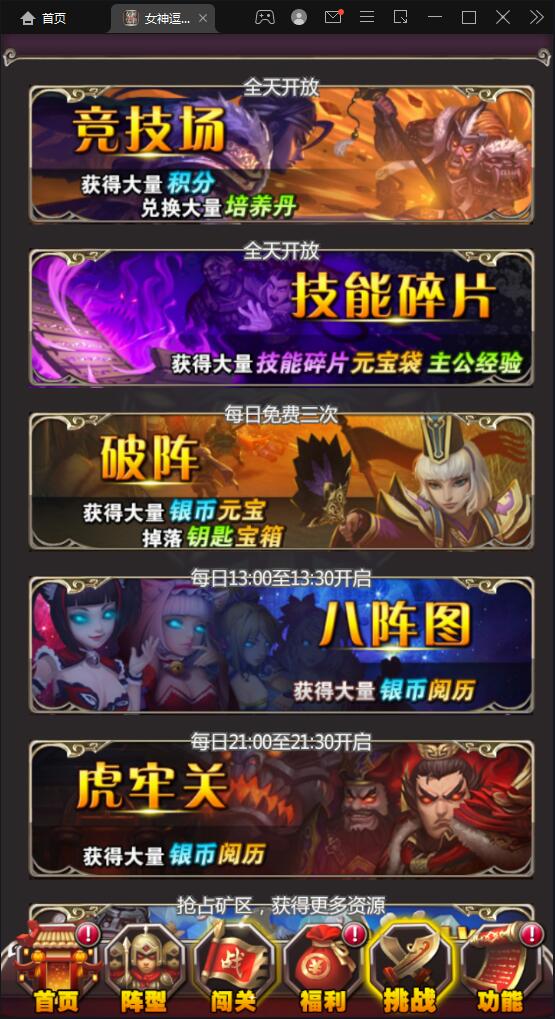 首页
女神逗...
全天开放
竞技场
获得大量积分
兑换大量培养丹
全天开放
技能碎片
获得大量技能碎片元宝袋主公经验
每日免费三次
破阵
获得大量银币元宝
掉落钥匙宝箱
每日13:00至13:30开启
八阵图
获得大量银币阅历
每日21:00至21:30开启
虎牢关
获得大量银币阅历
抢占矿区，获得更多资源
战
首页
阵型
闯关
福利
挑战
功能